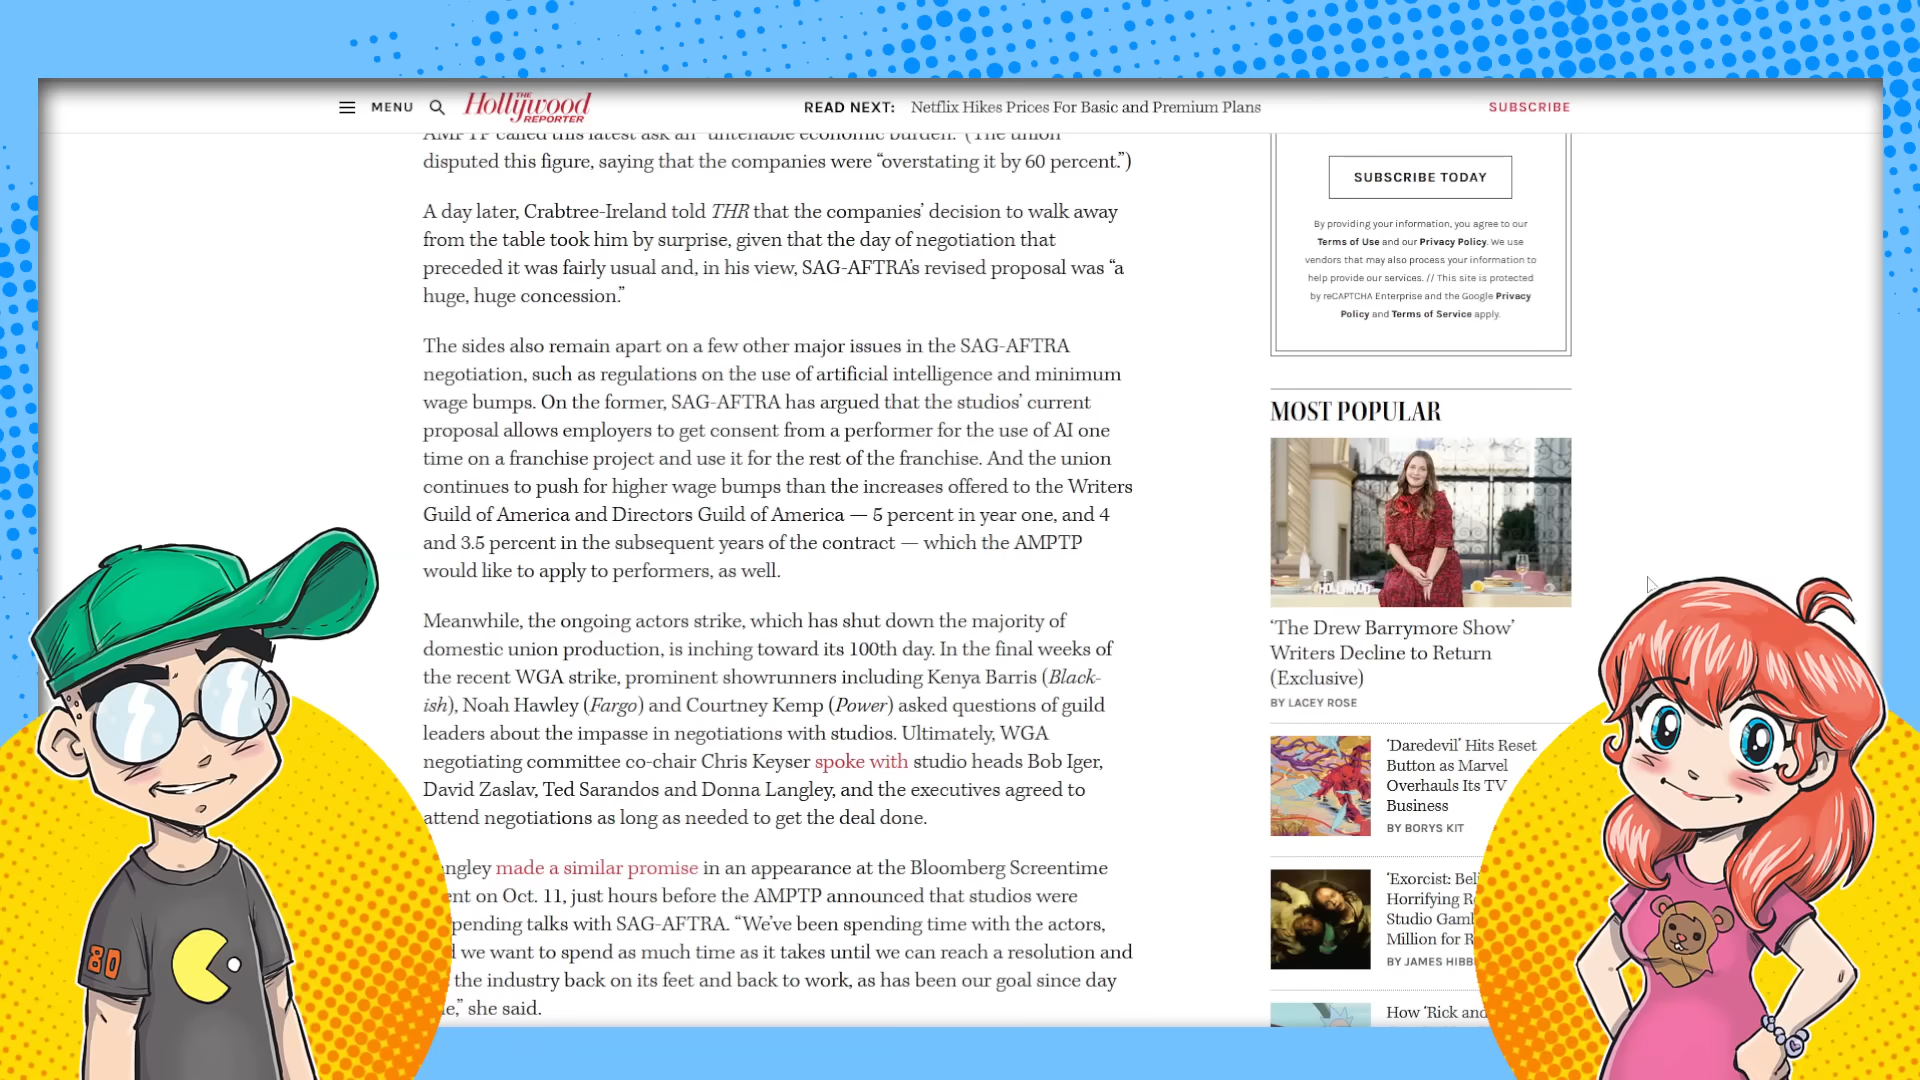 MENU
THE
Hollywood
REPORTER
READ NEXT: Netflix Hikes Prices For Basic and Premium Plans
SUBSCRIBE
AMPTP called this latest ask an “untenable economic burden.” (The union
disputed this figure, saying that the companies were “overstating it by 60 percent.”)
A day later, Crabtree-Ireland told THR that the companies’ decision to walk away
from the table took him by surprise, given that the day of negotiation that
preceded it was fairly usual and, in his view, SAG-AFTRA’s revised proposal was “a
huge, huge concession.”
The sides also remain apart on a few other major issues in the SAG-AFTRA
negotiation, such as regulations on the use of artificial intelligence and minimum
wage bumps. On the former, SAG-AFTRA has argued that the studios’ current
proposal allows employers to get consent from a performer for the use of AI one
time on a franchise project and use it for the rest of the franchise. And the union
continues to push for higher wage bumps than the increases offered to the Writers
Guild of America and Directors Guild of America — 5 percent in year one, and 4
and 3.5 percent in the subsequent years of the contract — which the AMPTP
would like to apply to performers, as well.
Meanwhile, the ongoing actors strike, which has shut down the majority of
domestic union production, is inching toward its 100th day. In the final weeks of
the recent WGA strike, prominent showrunners including Kenya Barris (Black-
ish), Noah Hawley (Fargo) and Courtney Kemp (Power) asked questions of guild
leaders about the impasse in negotiations with studios. Ultimately, WGA
negotiating committee co-chair Chris Keyser spoke with studio heads Bob Iger,
David Zaslav, Ted Sarandos and Donna Langley, and the executives agreed to
attend negotiations as long as needed to get the deal done.
ngley made a similar promise in an appearance at the Bloomberg Screentime
ent on Oct. 11, just hours before the AMPTP announced that studios were
pending talks with SAG-AFTRA. “We’ve been spending time with the actors,
we want to spend as much time as it takes until we can reach a resolution and
the industry back on its feet and back to work, as has been our goal since day
e,” she said.
SUBSCRIBE TODAY
By providing your information, you agree to our
Terms of Use and our Privacy Policy. We use
vendors that may also process your information to
help provide our services. // This site is protected
by reCAPTCHA Enterprise and the Google Privacy
Policy and Terms of Service apply.
MOST POPULAR
HOLLYWOOD
‘The Drew Barrymore Show’
Writers Decline to Return
(Exclusive)
BY LACEY ROSE
‘Daredevil’ Hits Reset
Button as Marvel
Overhauls Its TV
Business
BY BORYS KIT
‘Exorcist: Bel
Horrifying R
Studio Gam
Million for R
BY JAMES HIBB
How ‘Rick and
80